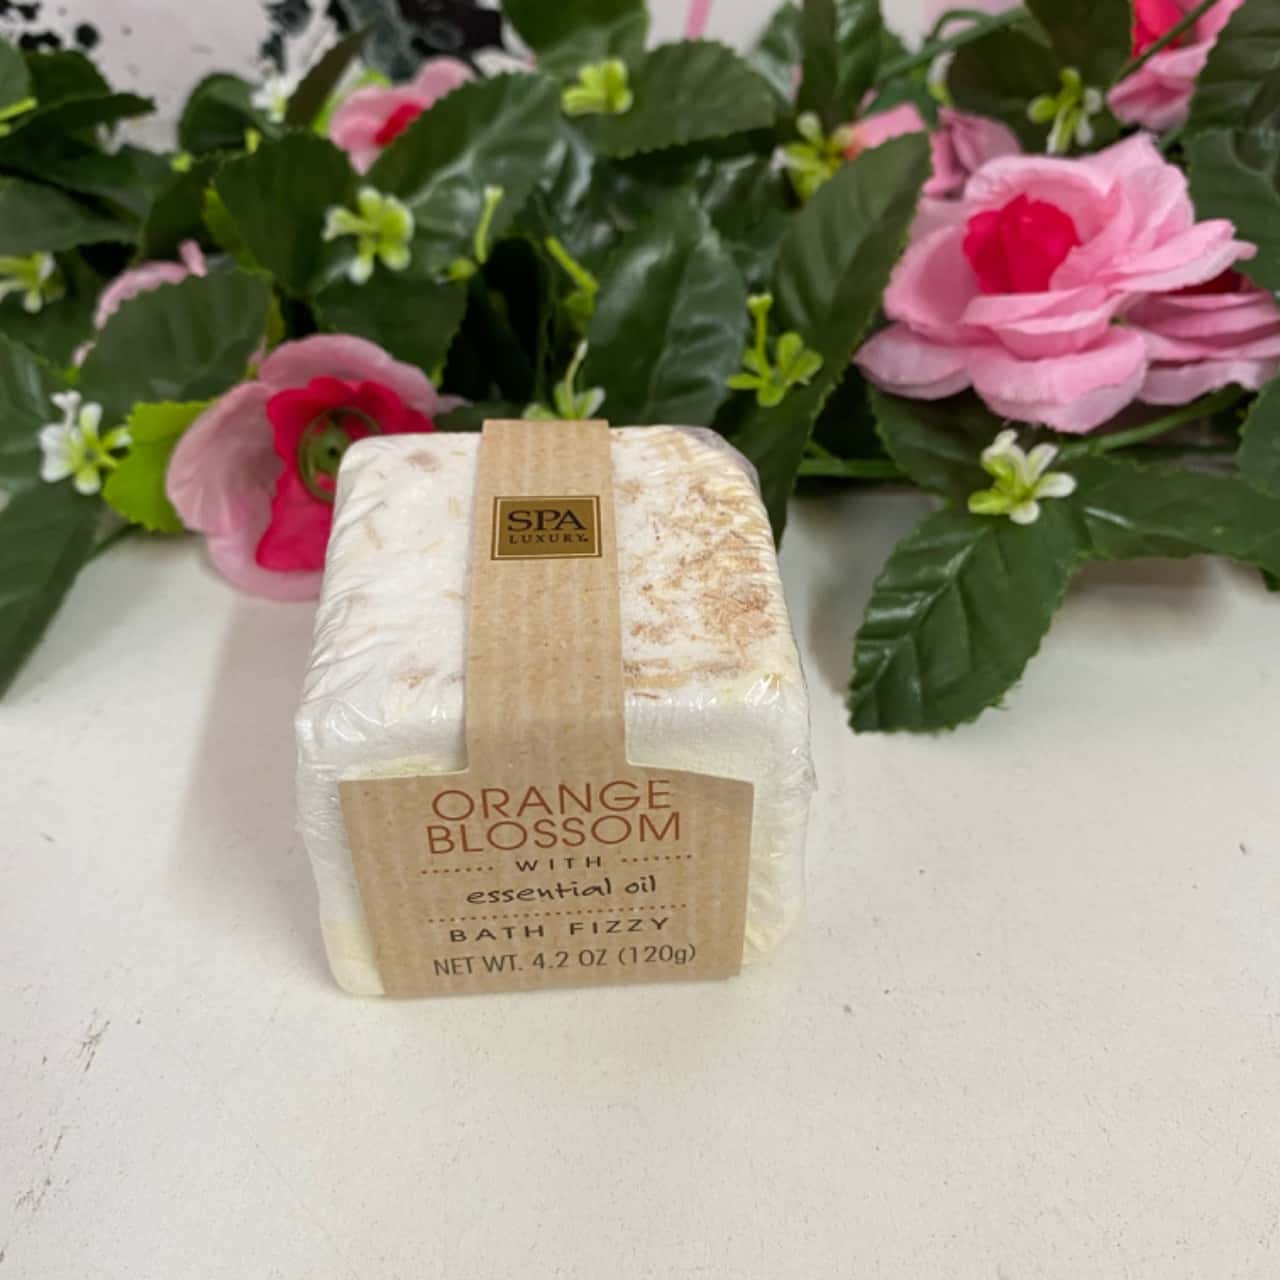 SPA
LUXURY
ORANGE
BLOSSOM
WITH
essential oil
BATH FIZZY
NET WT. 4.2 OZ (120g)